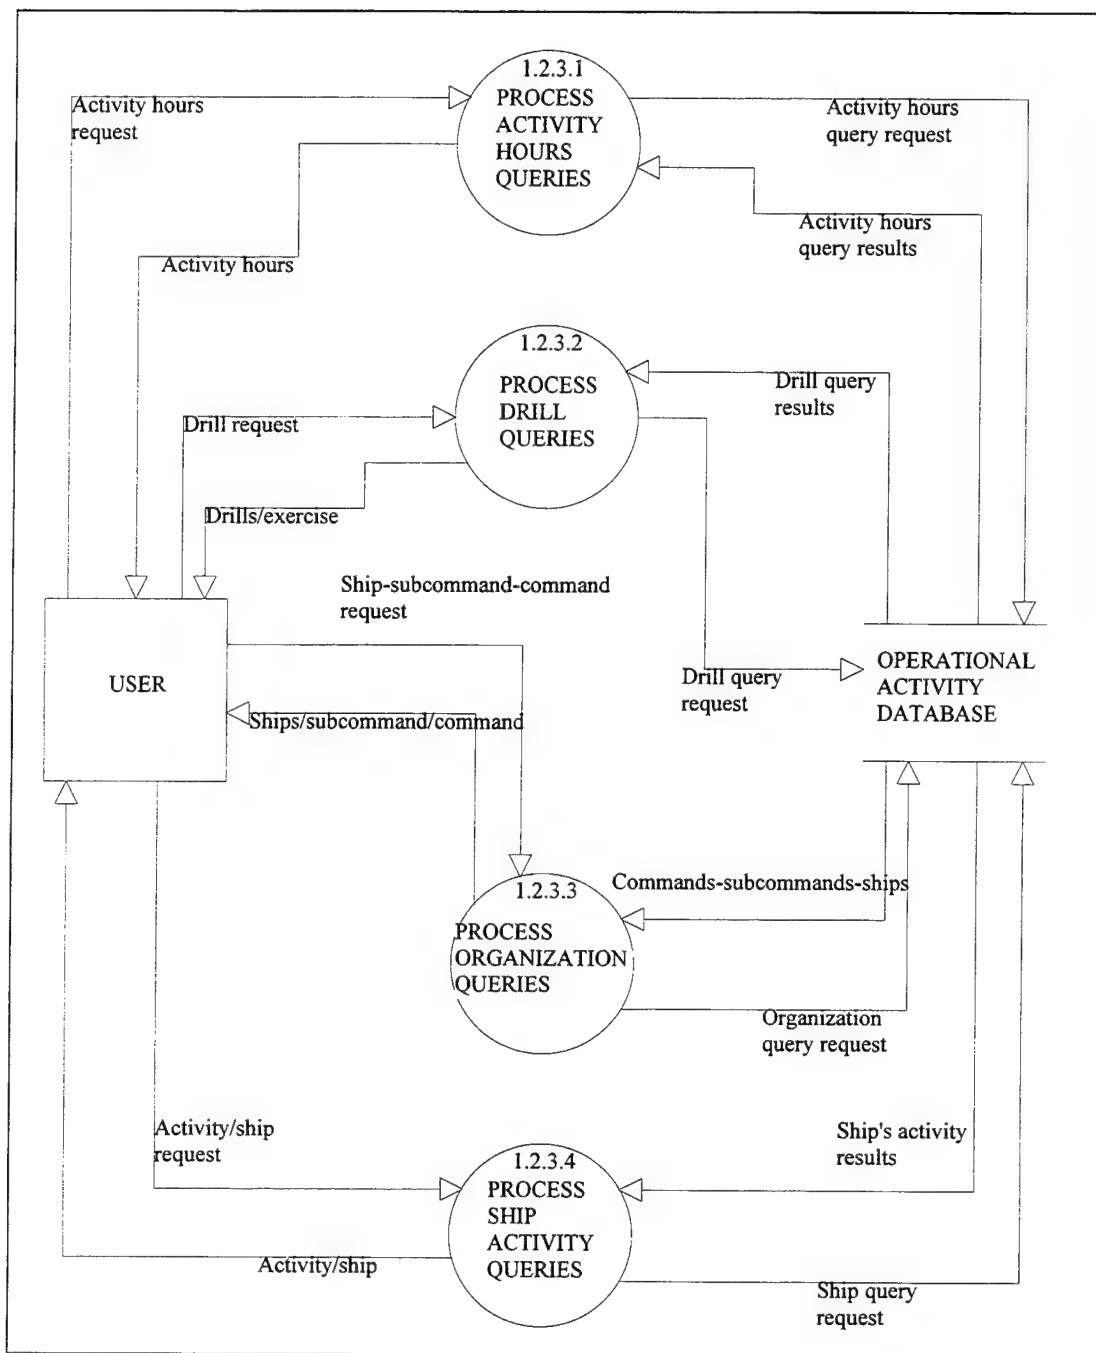 1.2.3.1
PROCESS
ACTIVITY
HOURS
QUERIES
Activity hours
request
Activity hours
query request
Activity hours
query results
Activity hours
1.2.3.2
PROCESS
DRILL
QUERIES
Drill query
results
Drill request
Drills/exercise
Ship-subcommand-command
request
USER
Drill query
request
OPERATIONAL
ACTIVITY
DATABASE
Ships/subcommand/command
1.2.3.3
PROCESS
ORGANIZATION
QUERIES
Commands-subcommands-ships
Organization
query request
Activity/ship
request
Ship's activity
results
1.2.3.4
PROCESS
SHIP
ACTIVITY
QUERIES
Activity/ship
Ship query
request